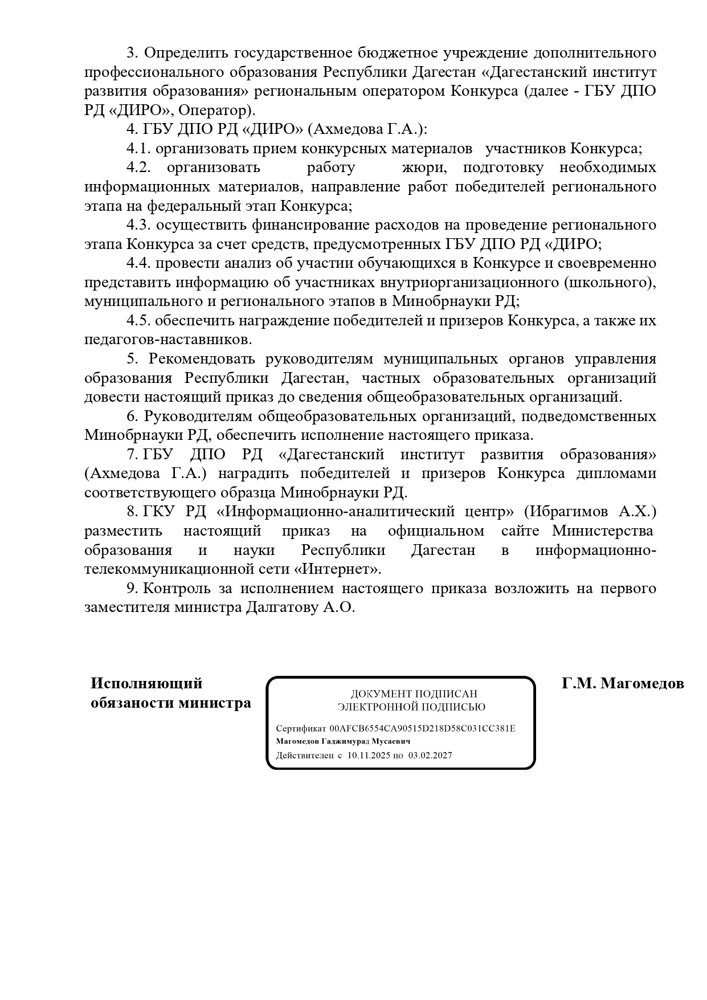 3. Определить государственное бюджетное учреждение дополнительного
профессионального образования Республики Дагестан «Дагестанский институт
развития образования» региональным оператором Конкурса (далее - ГБУ ДПО
РД «ДИРО», Оператор).
4. ГБУ ДПО РД «ДИРО» (Ахмедова Г.А.):
4.1. организовать прием конкурсных материалов участников Конкурса;
4.2. организовать работу жюри, подготовку необходимых
информационных материалов, направление работ победителей регионального
этапа на федеральный этап Конкурса;
4.3. осуществить финансирование расходов на проведение регионального
этапа Конкурса за счет средств, предусмотренных ГБУ ДПО РД «ДИРО;
4.4. провести анализ об участии обучающихся в Конкурсе и своевременно
представить информацию об участниках внутриорганизационного (школьного),
муниципального и регионального этапов в Минобрнауки РД;
4.5. обеспечить награждение победителей и призеров Конкурса, а также их
педагогов-наставников.
5. Рекомендовать руководителям муниципальных органов управления
образования Республики Дагестан, частных образовательных организаций
довести настоящий приказ до сведения общеобразовательных организаций.
6. Руководителям общеобразовательных организаций, подведомственных
Минобрнауки РД, обеспечить исполнение настоящего приказа.
7. ГБУ ДПО РД «Дагестанский институт развития образования»
(Ахмедова Г.А.) наградить победителей и призеров Конкурса дипломами
соответствующего образца Минобрнауки РД.
8. ГКУ РД «Информационно-аналитический центр» (Ибрагимов А.Х.)
разместить настоящий приказ на официальном сайте Министерства
образования и науки Республики Дагестан в информационно-
телекоммуникационной сети «Интернет».
9. Контроль за исполнением настоящего приказа возложить на первого
заместителя министра Далгатову А.О.
Исполняющий
обязаности министра
ДОКУМЕНТ ПОДПИСАН
ЭЛЕКТРОННОЙ ПОДПИСЬЮ
Сертификат 00AFCB6554CA90515D218D58C031CC381E
Магомедов Гаджимурад Мусаевич
Действителен с 10.11.2025 по 03.02.2027
Г.М. Магомедов